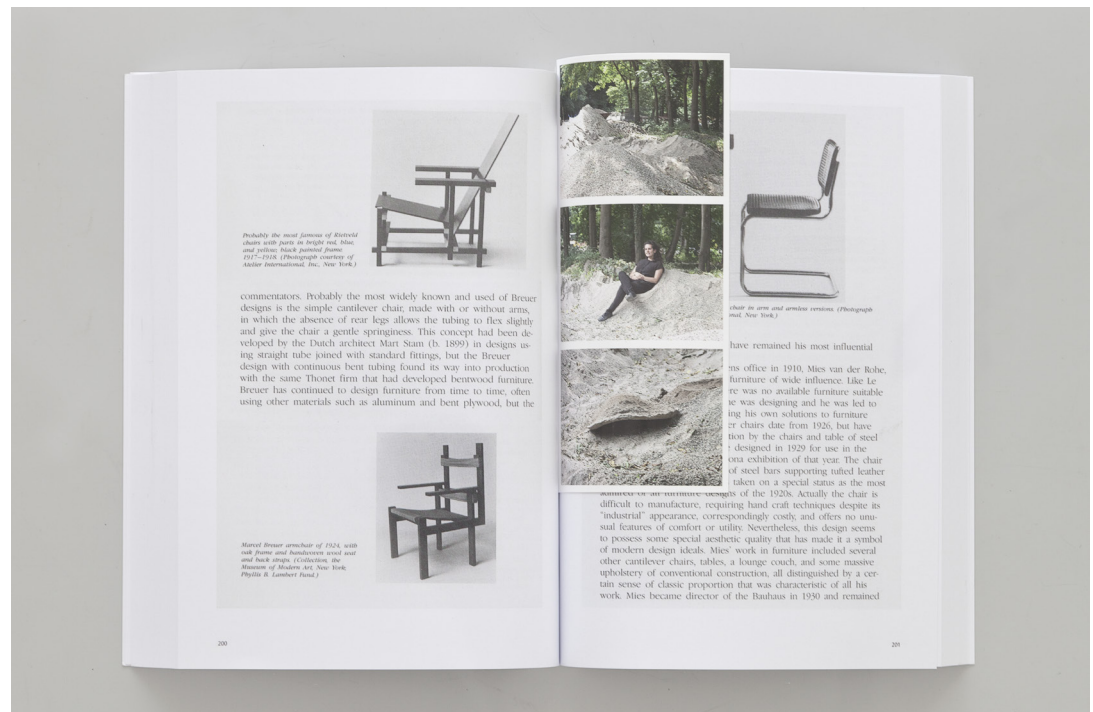 Probably the most famous of Rietveld
chairs with parts in bright red, blue,
and yellow; black painted frame
1917–1918. (Photograph courtesy of
Atelier International, Inc., New York.)
commentators. Probably the most widely known and used of Breuer
designs is the simple cantilever chair, made with or without arms,
in which the absence of rear legs allows the tubing to flex slightly
and give the chair a gentle springiness. This concept had been de-
veloped by the Dutch architect Mart Stam (b. 1899) in designs us-
ing straight tube joined with standard fittings, but the Breuer
design with continuous bent tubing found its way into production
with the same Thonet firm that had developed bentwood furniture.
Breuer has continued to design furniture from time to time, often
using other materials such as aluminum and bent plywood, but the
Marcel Breuer armchair of 1924, with
oak frame and handwoven wool seat
and back straps. (Collection, the
Museum of Modern Art, New York,
Phyllis B. Lambert Fund.)
200
chair in arm and armless versions (Photograph
New York.)
have remained his most influential
office in 1910, Mies van der Rohe,
furniture of wide influence. Like Le
was no available furniture suitable
he was designing and he was led to
his own solutions to furniture
chairs date from 1926, but have
by the chairs and table of steel
designed in 1929 for use in the
exhibition of that year. The chair
of steel bars supporting tufted leather
taken on a special status as the most
admired of all furniture designs of the 1920s. Actually the chair is
difficult to manufacture, requiring hand craft techniques despite its
"industrial" appearance, correspondingly costly, and offers no unu-
sual features of comfort or utility. Nevertheless, this design seems
to possess some special aesthetic quality that has made it a symbol
of modern design ideals. Mies' work in furniture included several
other cantilever chairs, tables, a lounge couch, and some massive
upholstery of conventional construction, all distinguished by a cer-
tain sense of classic proportion that was characteristic of all his
work. Mies became director of the Bauhaus in 1930 and remained
201